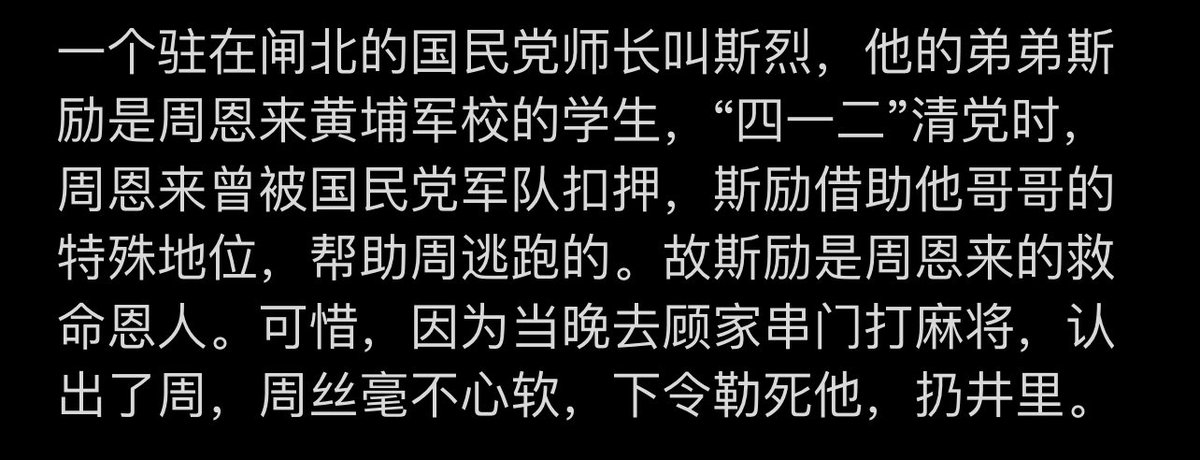 一个驻在闸北的国民党师长叫斯烈，他的弟弟斯
励是周恩来黄埔军校的学生，“四一二”清党时，
周恩来曾被国民党军队扣押，斯励借助他哥哥的
特殊地位，帮助周逃跑的。故斯励是周恩来的救
命恩人。可惜，因为当晚去顾家串门打麻将，认
出了周，周丝毫不心软，下令勒死他，扔井里。